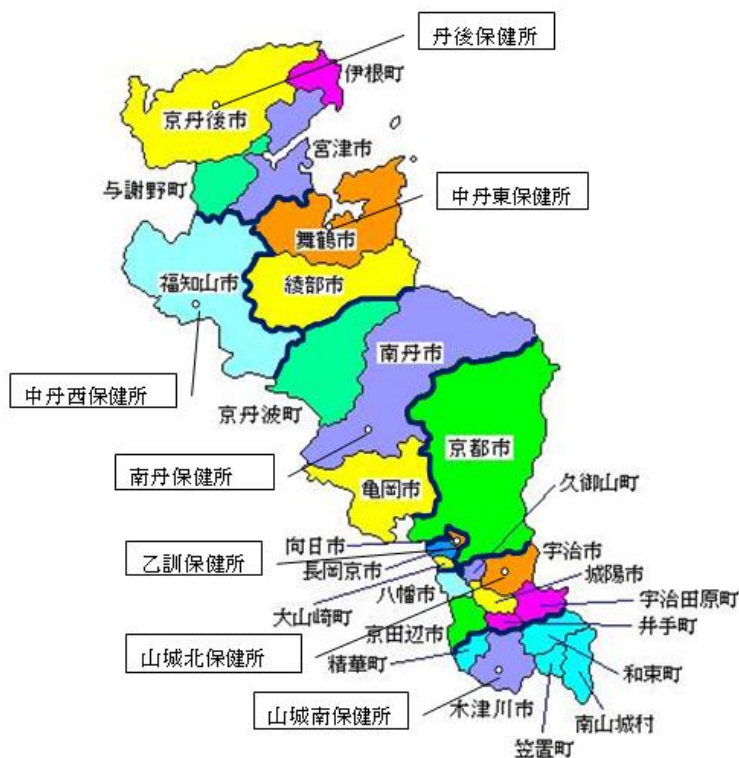 丹後保健所
伊根町
京丹後市
宮津市
与謝野町
中丹東保健所
舞鶴市
福知山市
綾部市
南丹市
中丹西保健所
京丹波町
京都市
南丹保健所
亀岡市
久御山町
向日市
宇治市
乙訓保健所
長岡京市
城陽市
八幡市
大山崎町
宇治田原町
京田辺市
井手町
山城北保健所
精華町
和束町
山城南保健所
木津川市
南山城村
笠置町